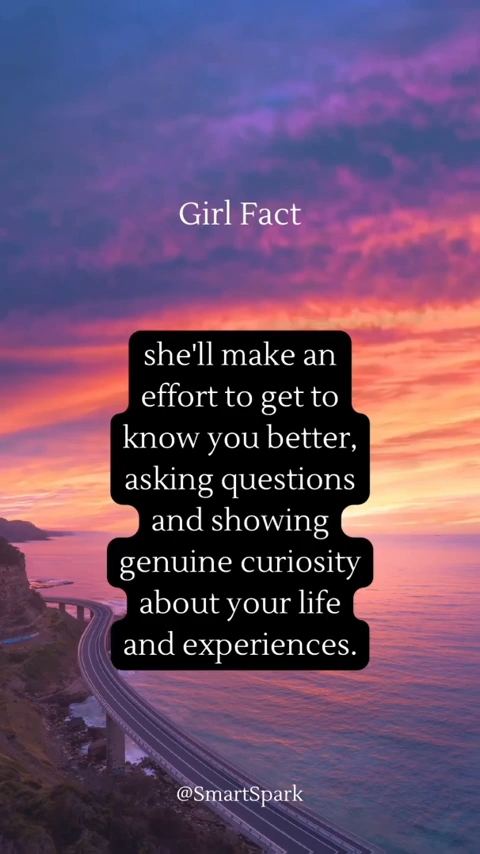 Girl Fact
she'll make an
effort to get to
know you better,
asking questions
and showing
genuine curiosity
about your life
and experiences.
@SmartSpark